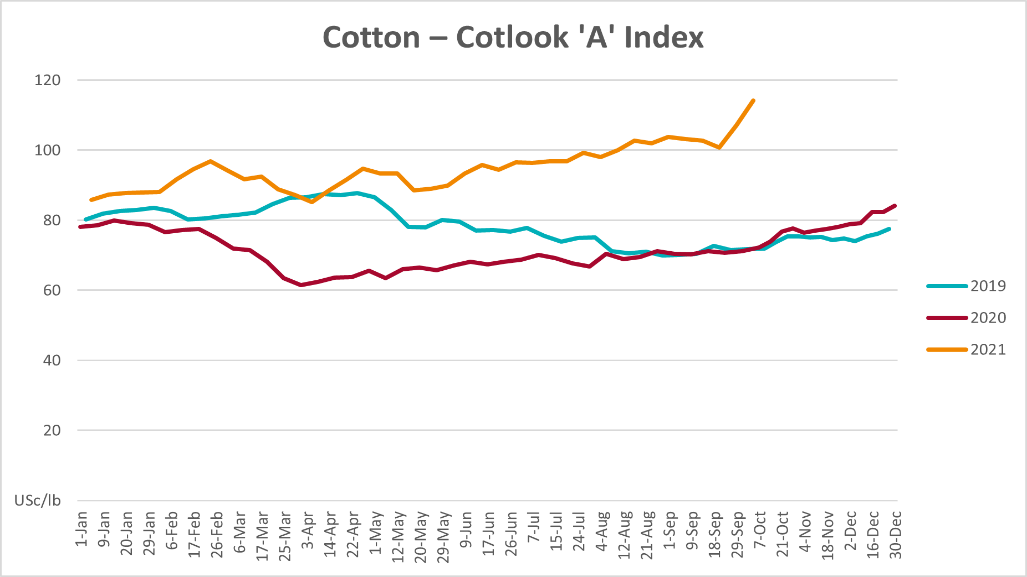 Cotton – Cotlook 'A' Index
120
100
80
60
40
20
USc/lb
1-Jan
9-Jan
20-Jan
29-Jan
6-Feb
17-Feb
26-Feb
6-Mar
17-Mar
25-Mar
3-Apr
14-Apr
22-Apr
1-May
12-May
20-May
29-May
9-Jun
17-Jun
26-Jun
7-Jul
15-Jul
24-Jul
4-Aug
12-Aug
21-Aug
1-Sep
9-Sep
18-Sep
29-Sep
7-Oct
21-Oct
4-Nov
18-Nov
2-Dec
16-Dec
30-Dec
2019
2020
2021